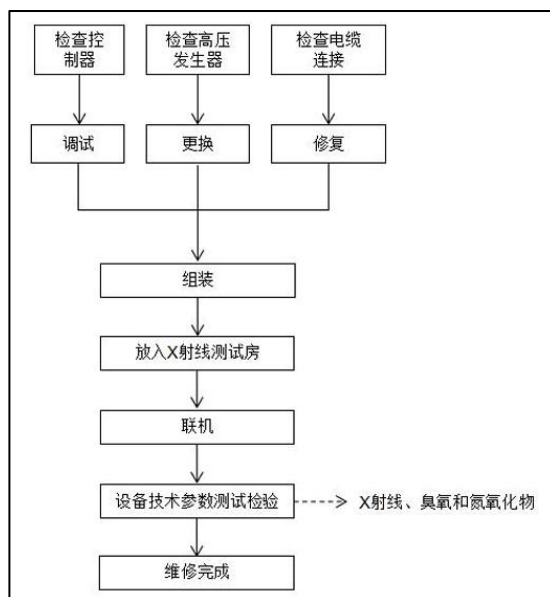 检查控
制器
检查高压
发生器
检查电缆
连接
调试
更换
修复
组装
放入X射线测试房
联机
设备技术参数测试检验
X射线、臭氧和氮氧化物
维修完成